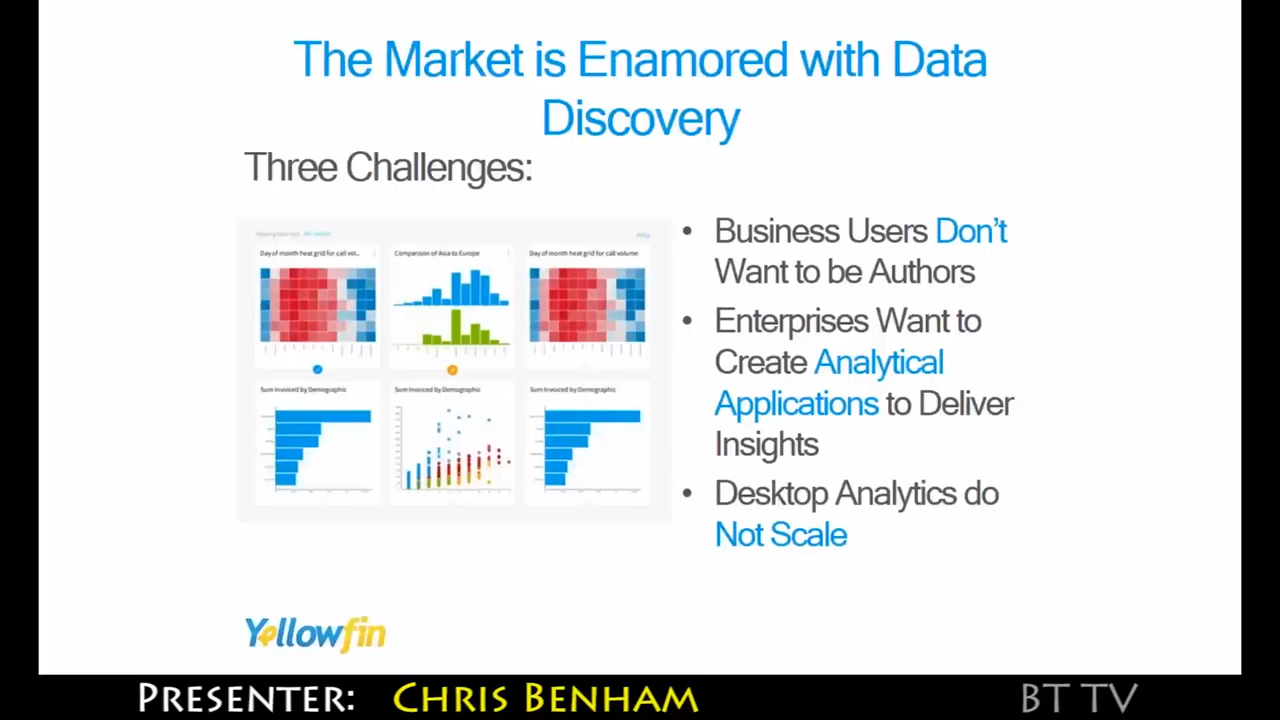 The Market is Enamored with Data
Discovery
Three Challenges:
Day of month heat grid for call vol...
Comparision of Asia to Europe
Day of month heat grid for call volume
Sum Invoiced by Demographic
Sum Invoiced by Demographic
Sum Invoiced by Demographic
• Business Users Don't
Want to be Authors
• Enterprises Want to
Create Analytical
Applications to Deliver
Insights
• Desktop Analytics do
Not Scale
Yellowfin
PRESENTER: CHRIS BENHAM
BT TV